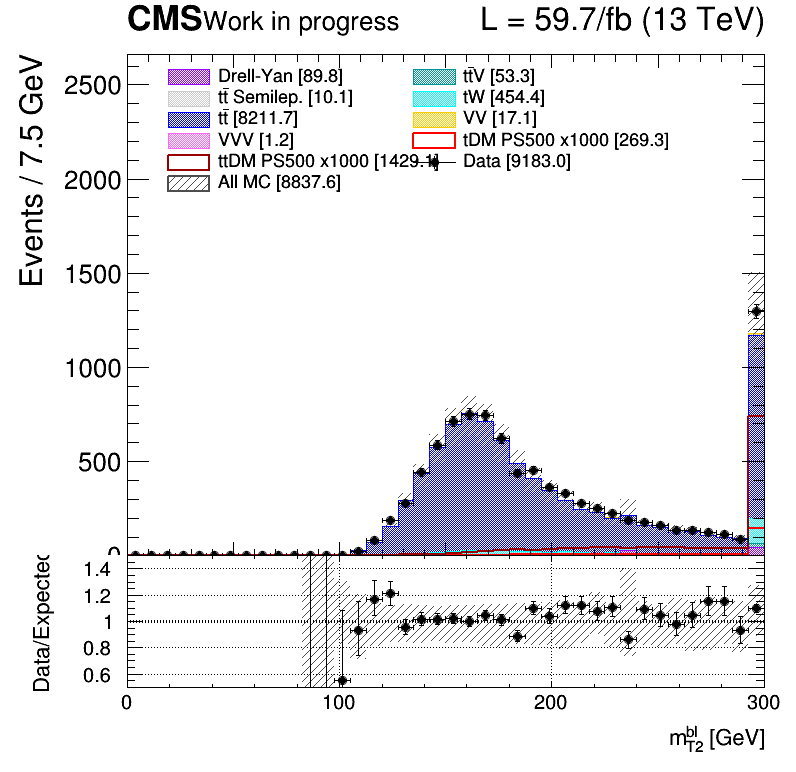 CMS Work in progress L = 59.7/fb (13 TeV)
Events / 7.5 GeV
2500
2000
1500
1000
500
0
Drell-Yan [89.8] tt̄V [53.3]
tt̄ Semilep. [10.1] tW [454.4]
tt̄ [8211.7] VV [17.1]
VVV [1.2] tDM PS500 x1000 [269.3]
ttDM PS500 x1000 [1429.1] Data [9183.0]
All MC [8837.6]
Data/Expected
1.4
1.2
1
0.8
0.6
0 100 200 300
m_{T2}^{bl} [GeV]